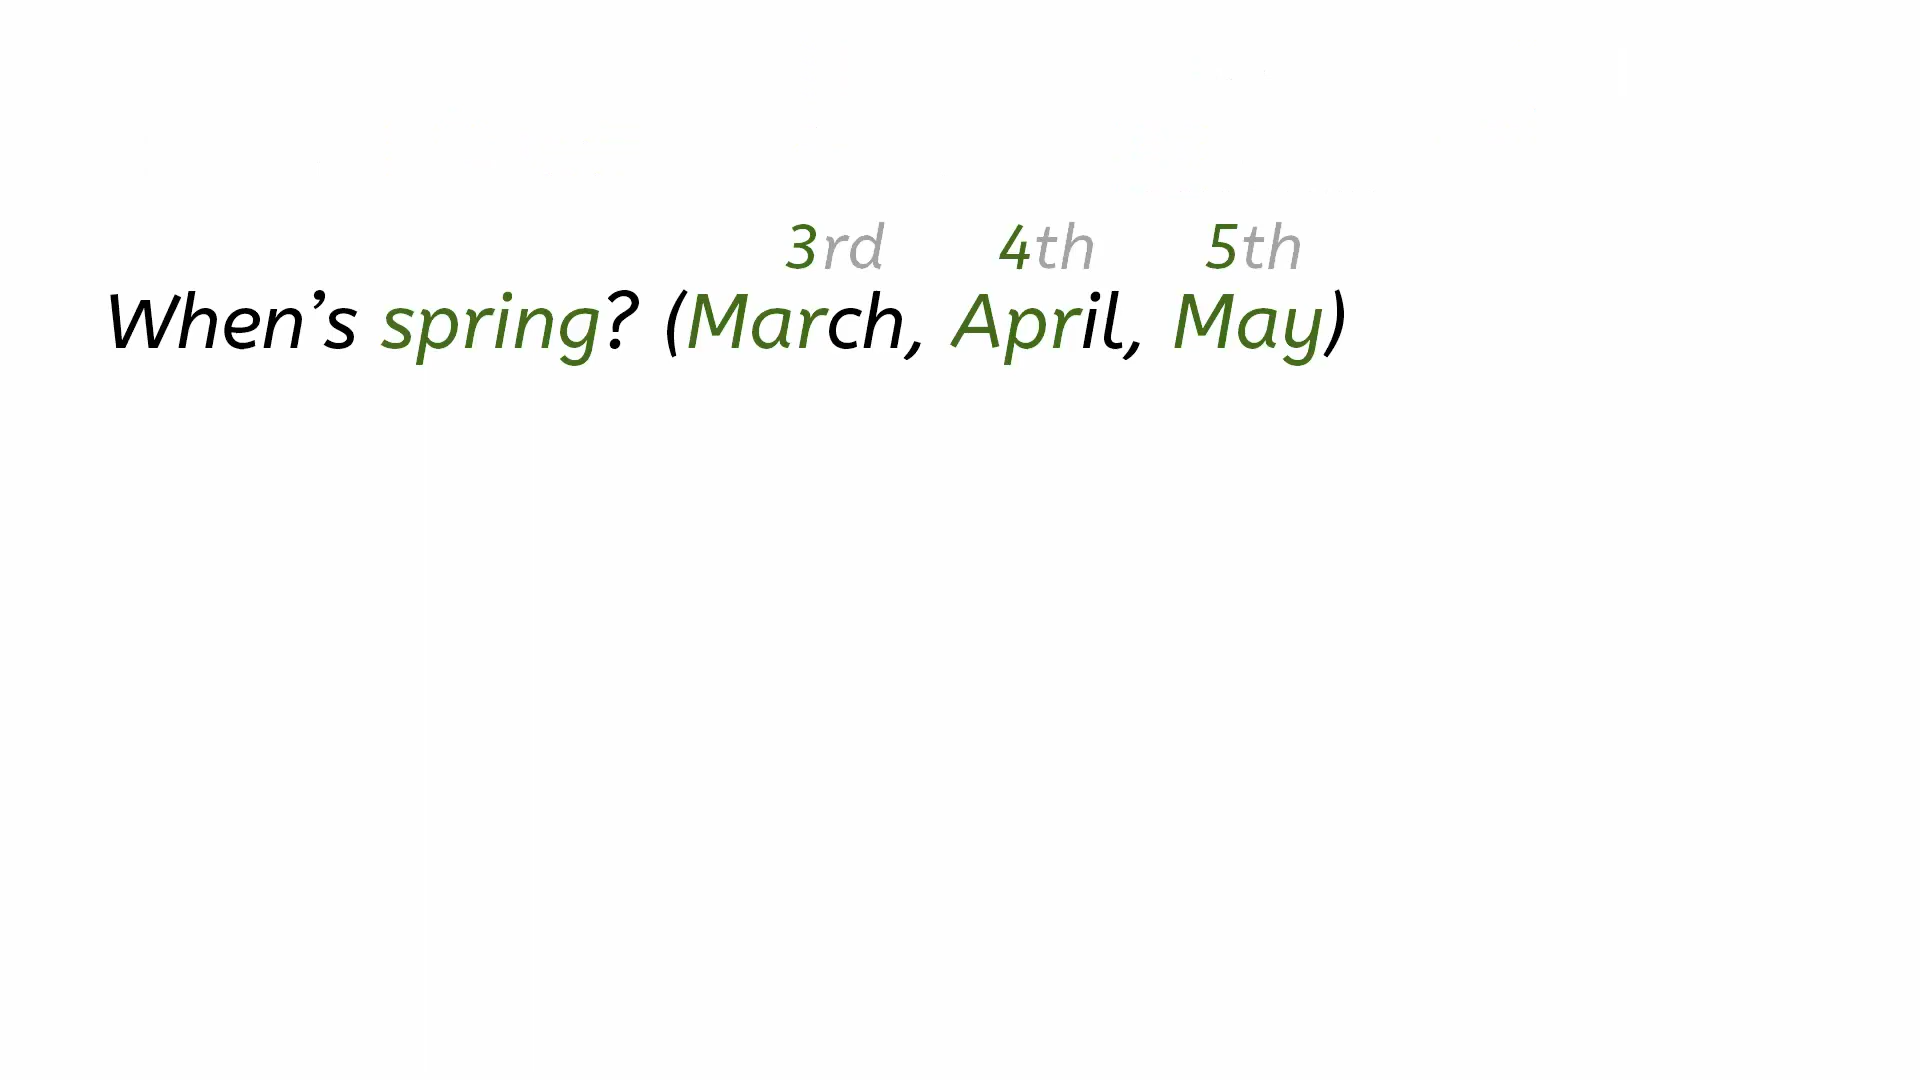 3rd 4th 5th
When’s spring? (March, April, May)